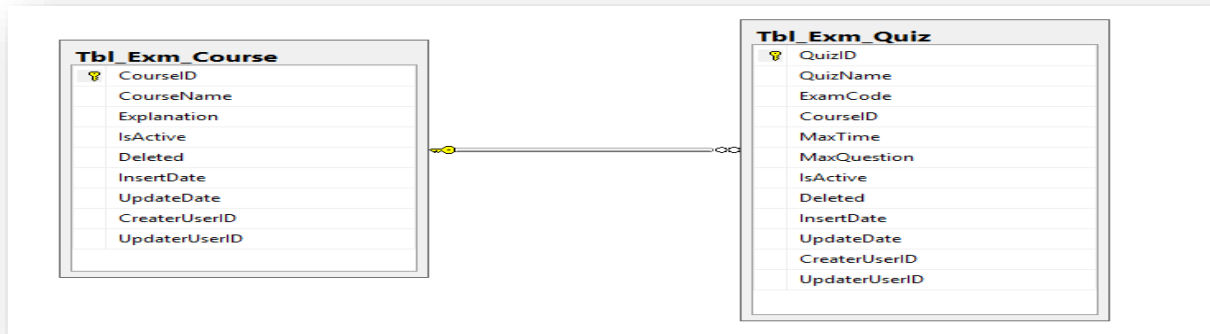 Tbl_Exm_Course
CourseID
CourseName
Explanation
IsActive
Deleted
InsertDate
UpdateDate
CreaterUserID
UpdaterUserID
Tbl_Exm_Quiz
QuizID
QuizName
ExamCode
CourseID
MaxTime
MaxQuestion
IsActive
Deleted
InsertDate
UpdateDate
CreaterUserID
UpdaterUserID